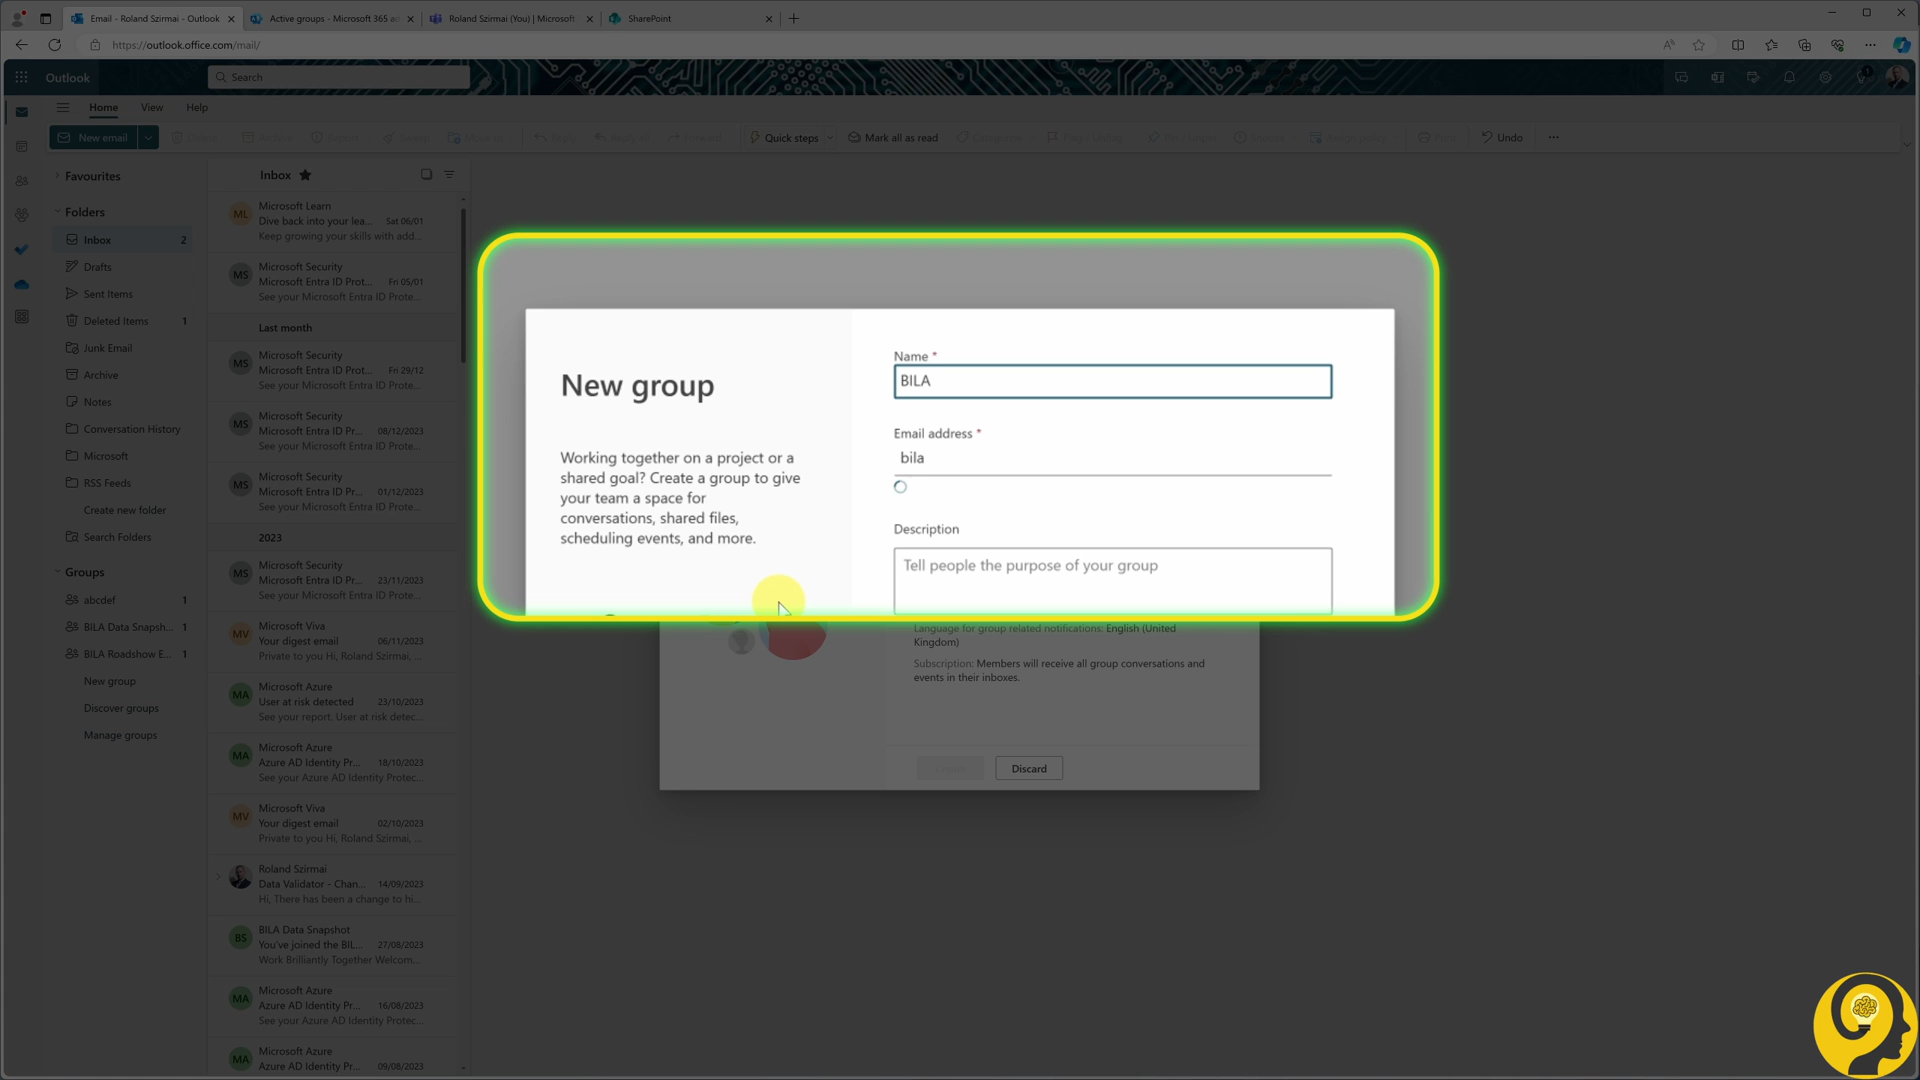 Email - Roland Szirmai - Outlook
Active groups - Microsoft 365 ad
Roland Szirmai (You) | Microsoft
SharePoint
https://outlook.office.com/mail/
Outlook
Search
Home
View
Help
New email
Reply
Quick steps
Mark all as read
Undo
Favourites
Folders
Inbox 2
Drafts
Sent Items
Deleted Items 1
Junk Email
Archive
Notes
Conversation History
Microsoft
RSS Feeds
Create new folder
Search Folders
Groups
abcdef 1
BILA Data Snapsh... 1
BILA Roadshow E... 1
New group
Discover groups
Manage groups
Inbox
ML
Microsoft Learn
Dive back into your lea... Sat 06/01
Keep growing your skills with add...
MS
Microsoft Security
Microsoft Entra ID Prot... Fri 05/01
See your Microsoft Entra ID Prote...
Last month
MS
Microsoft Security
Microsoft Entra ID Prot... Fri 29/12
See your Microsoft Entra ID Prote...
MS
Microsoft Security
Microsoft Entra ID Pr... 08/12/2023
See your Microsoft Entra ID Prote...
MS
Microsoft Security
Microsoft Entra ID Pr... 01/12/2023
See your Microsoft Entra ID Prote...
2023
MS
Microsoft Security
Microsoft Entra ID Pr... 23/11/2023
See your Microsoft Entra ID Prote...
MV
Microsoft Viva
Your digest email 06/11/2023
Private to you Hi, Roland Szirmai, ...
MA
Microsoft Azure
User at risk detected 23/10/2023
See your report. User at risk detec...
MA
Microsoft Azure
Azure AD Identity Pr... 18/10/2023
See your Azure AD Identity Protec...
MV
Microsoft Viva
Your digest email 02/10/2023
Private to you Hi, Roland Szirmai, ...
Roland Szirmai
Data Validator - Chan... 14/09/2023
Hi, There has been a change to hi...
BS
BILA Data Snapshot
You've joined the BIL... 27/08/2023
Work Brilliantly Together Welcom...
MA
Microsoft Azure
Azure AD Identity Pr... 16/08/2023
See your Azure AD Identity Protec...
MA
Microsoft Azure
Azure AD Identity Pr... 09/08/2023
New group
Working together on a project or a
shared goal? Create a group to give
your team a space for
conversations, shared files,
scheduling events, and more.
Name *
BILA
Email address *
bila
Description
Tell people the purpose of your group
Language for group related notifications: English (United
Kingdom)
Subscription: Members will receive all group conversations and
events in their inboxes.
Discard